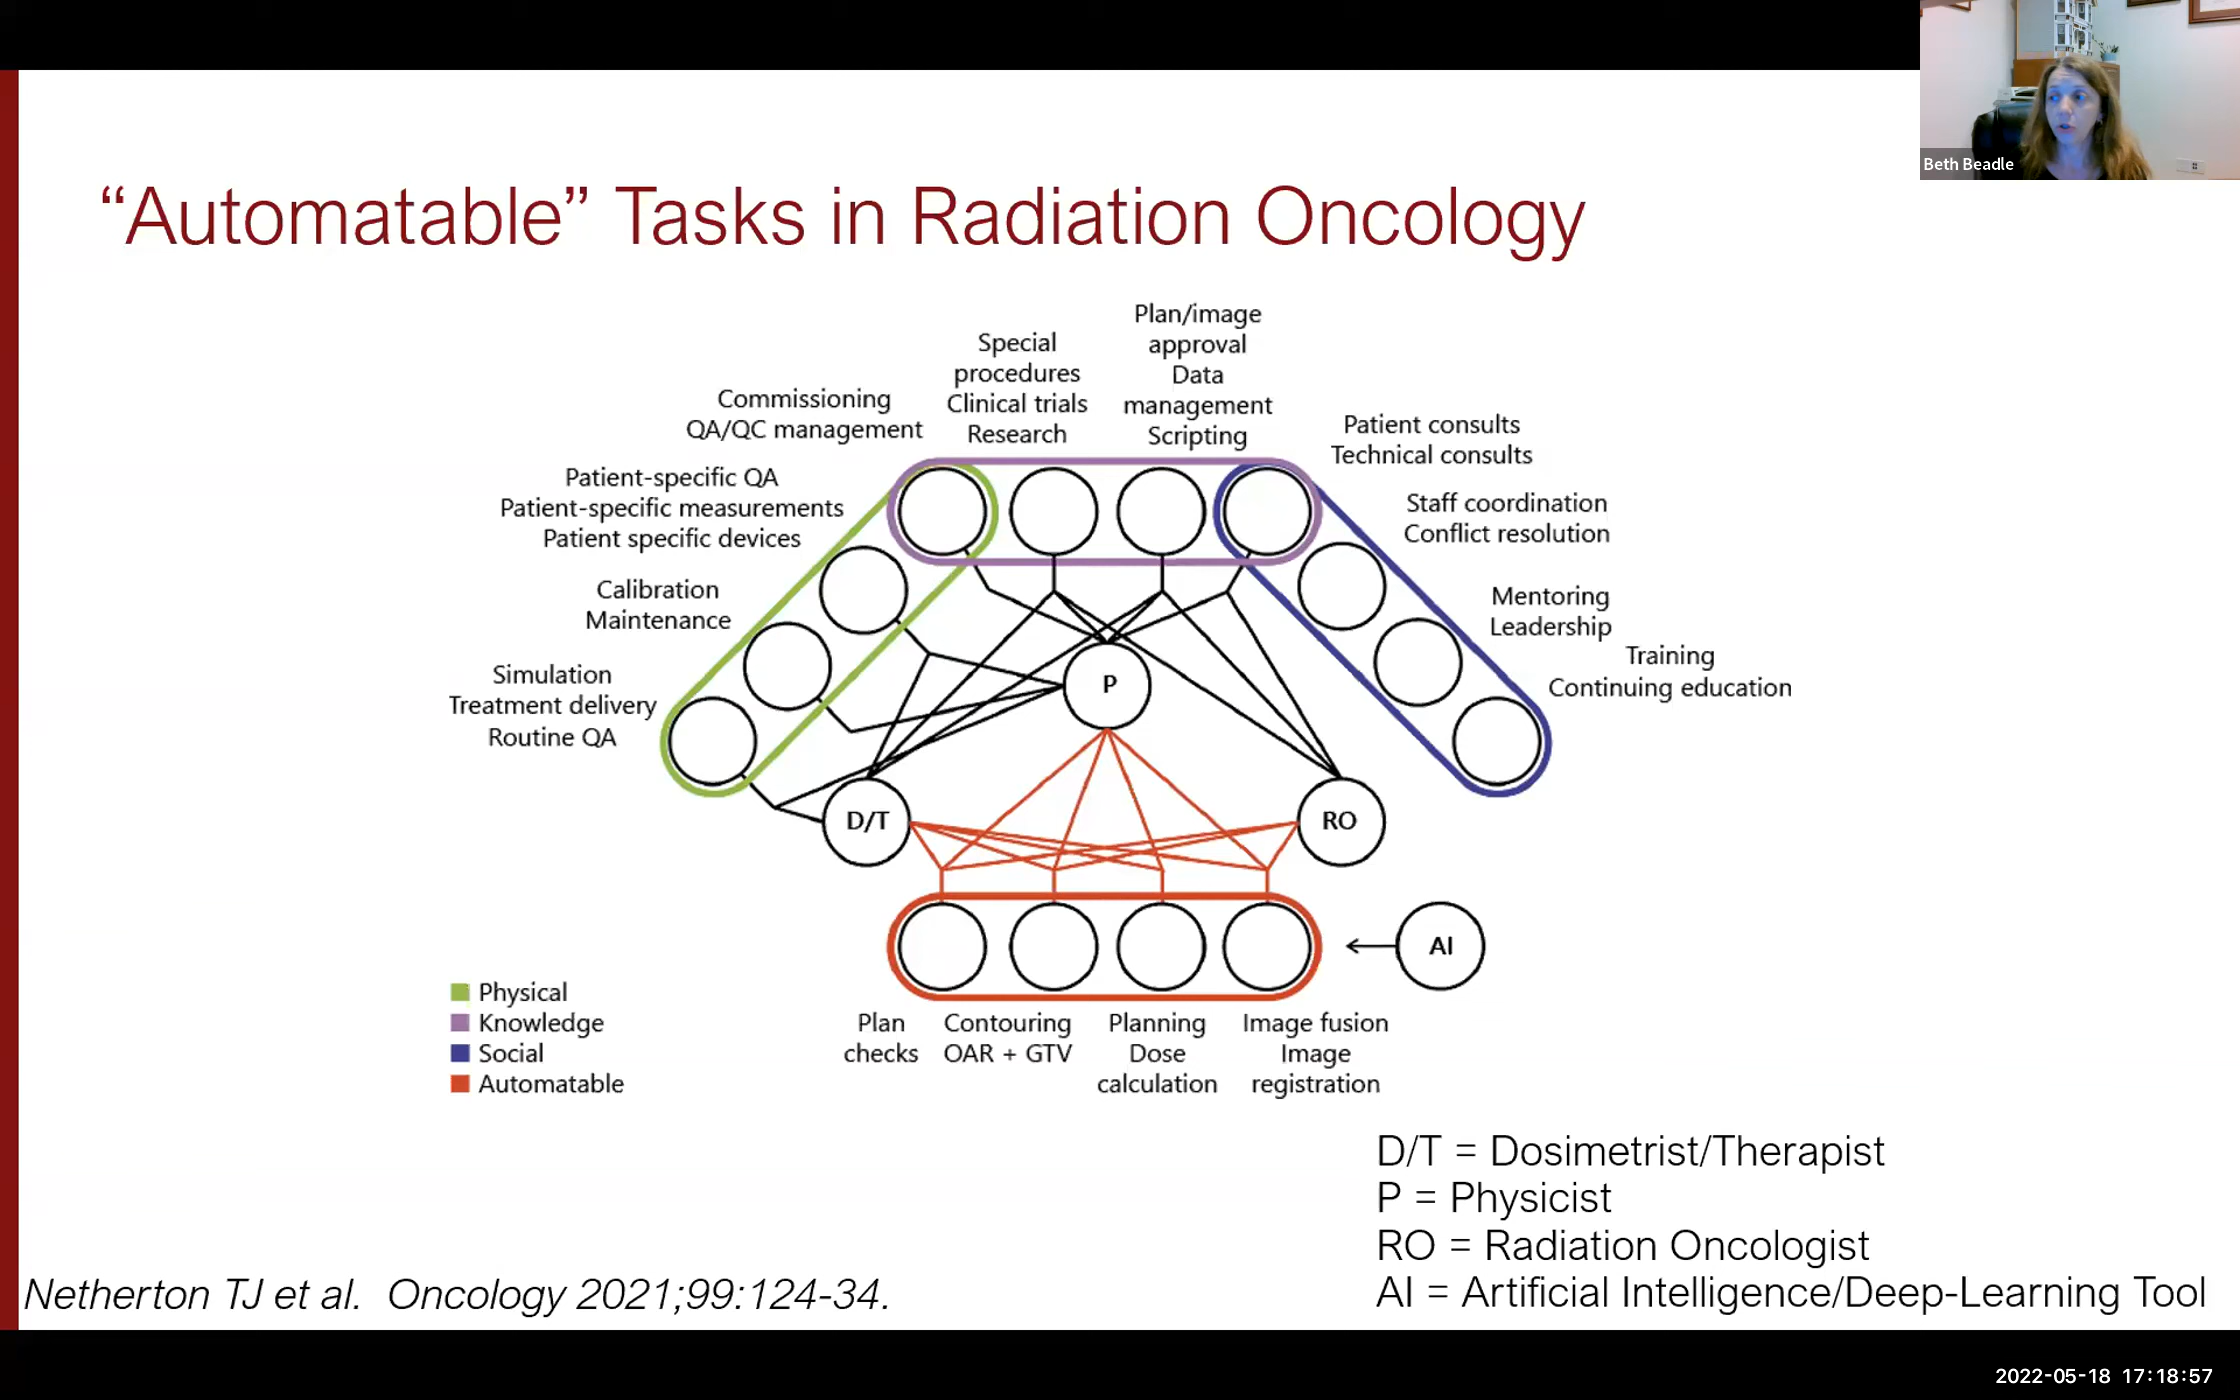 Beth Beadle
“Automatable” Tasks in Radiation Oncology
Plan/image
approval
Data
management
Scripting
Special
procedures
Clinical trials
Research
Commissioning
QA/QC management
Patient consults
Technical consults
Patient-specific QA
Patient-specific measurements
Patient specific devices
Staff coordination
Conflict resolution
Calibration
Maintenance
Mentoring
Leadership
Simulation
Treatment delivery
Routine QA
Training
Continuing education
P
D/T
RO
AI
Physical
Knowledge
Social
Automatable
Plan
checks
Contouring
OAR + GTV
Planning
Dose
calculation
Image fusion
Image
registration
D/T = Dosimetrist/Therapist
P = Physicist
RO = Radiation Oncologist
AI = Artificial Intelligence/Deep-Learning Tool
Netherton TJ et al. Oncology 2021;99:124-34.
2022-05-18 17:18:57